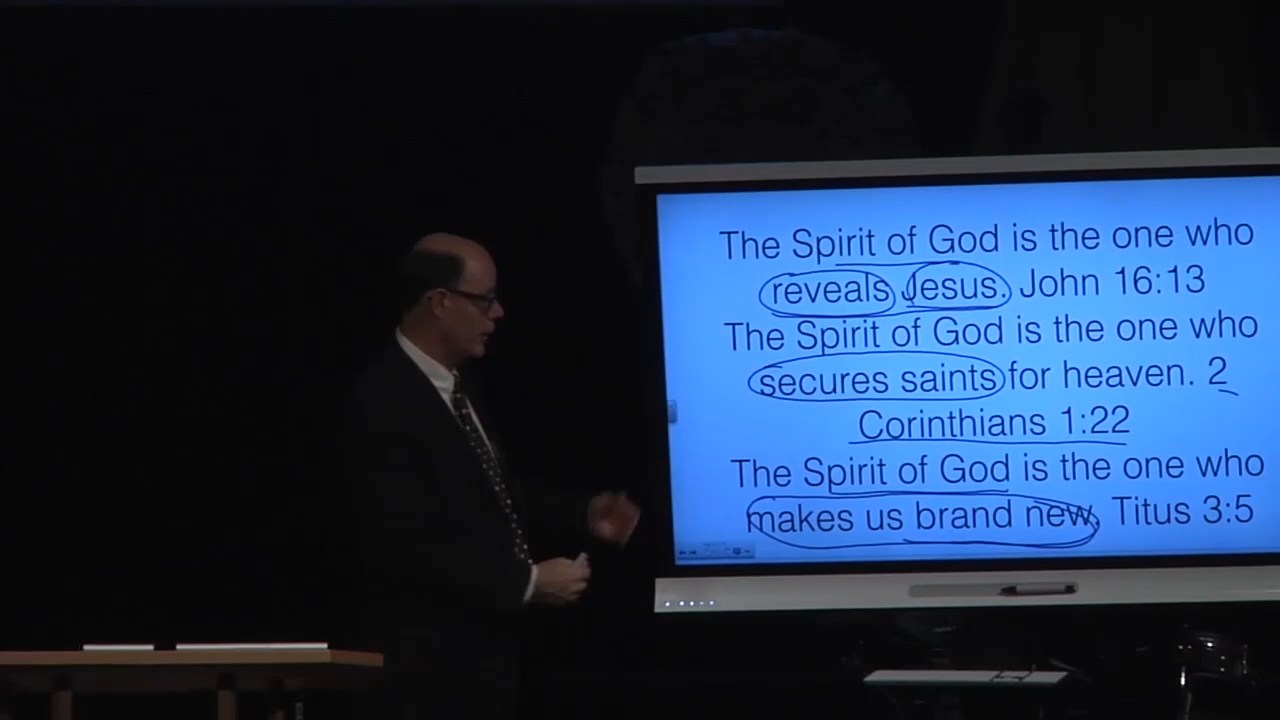 The Spirit of God is the one who
reveals Jesus. John 16:13
The Spirit of God is the one who
secures saints for heaven. 2
Corinthians 1:22
The Spirit of God is the one who
makes us brand new. Titus 3:5